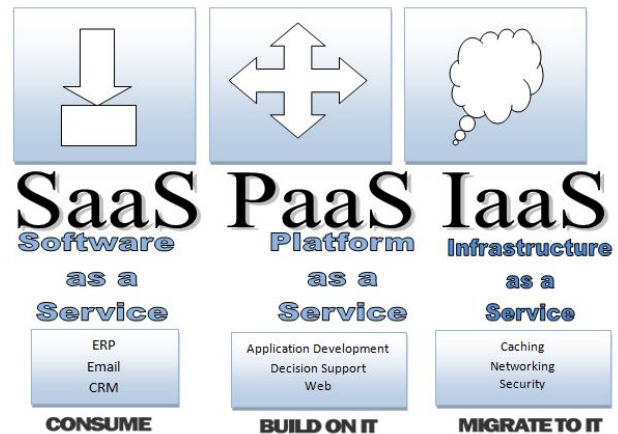 SaaS
Software
as a
Service
ERP
Email
CRM
CONSUME
PaaS
Platform
as a
Service
Application Development
Decision Support
Web
BUILD ON IT
IaaS
Infrastructure
as a
Service
Caching
Networking
Security
MIGRATE TO IT